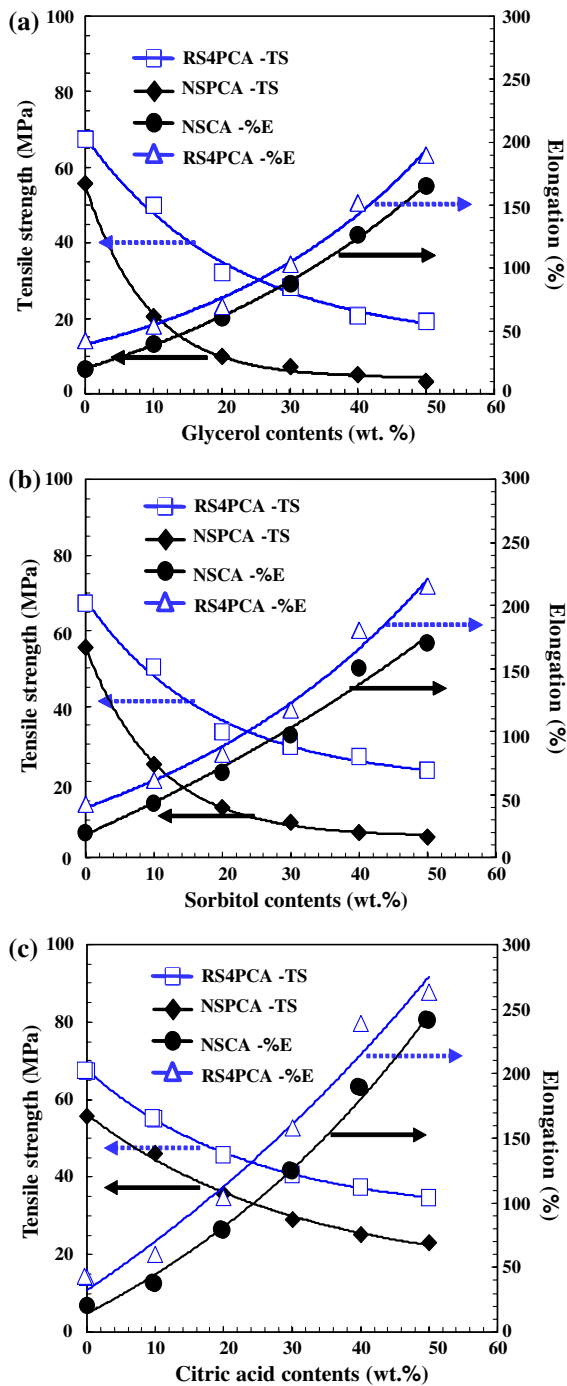 (a)
100
80
60
40
20
0
Tensile strength (MPa)
RS4PCA -TS
NSPCA -TS
NSCA -%E
RS4PCA -%E
300
250
200
150
100
50
0
Elongation (%)
0 10 20 30 40 50 60
Glycerol contents (wt. %)
(b)
100
80
60
40
20
0
Tensile strength (MPa)
RS4PCA -TS
NSPCA -TS
NSCA -%E
RS4PCA -%E
300
250
200
150
100
50
0
Elongation (%)
0 10 20 30 40 50 60
Sorbitol contents (wt.%)
(c)
100
80
60
40
20
0
Tensile strength (MPa)
RS4PCA -TS
NSPCA -TS
NSCA -%E
RS4PCA -%E
300
250
200
150
100
50
0
Elongation (%)
0 10 20 30 40 50 60
Citric acid contents (wt.%)